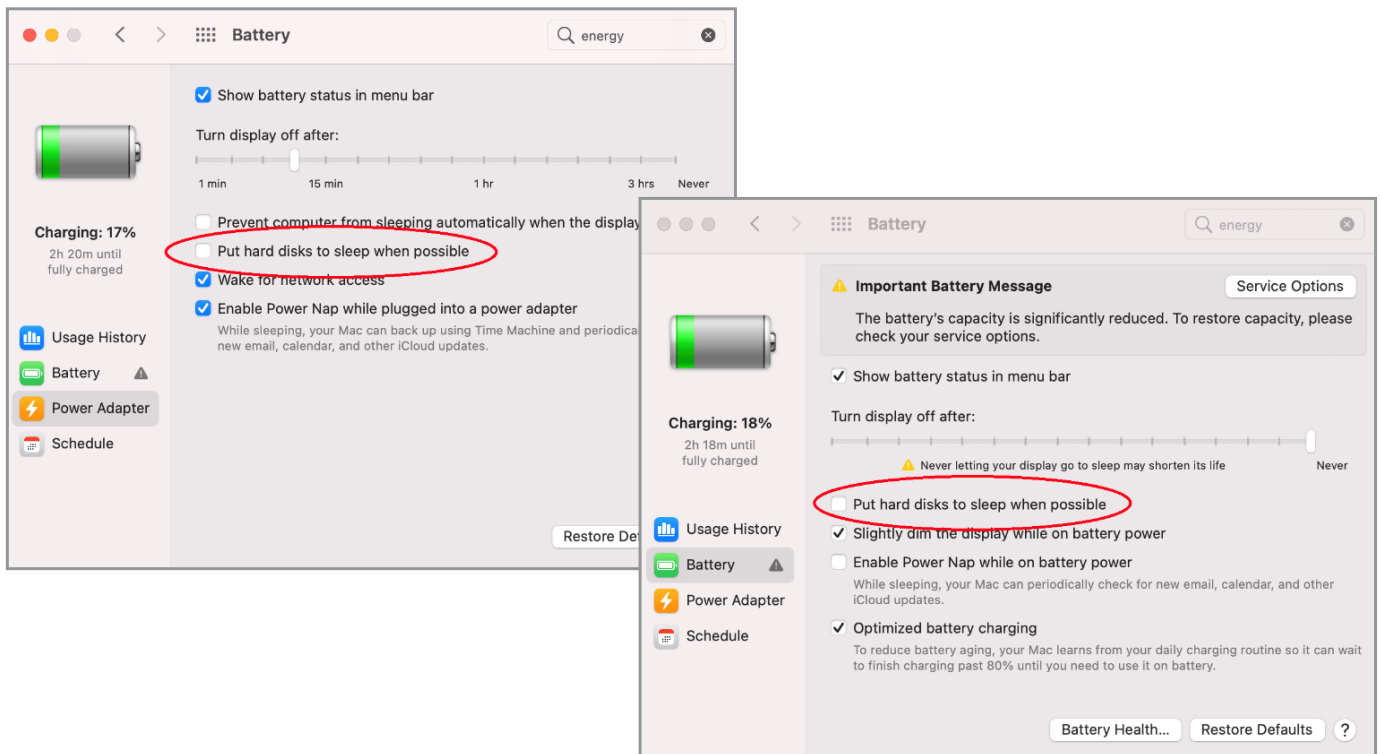 Battery
energy
Show battery status in menu bar
Turn display off after:
1 min 15 min 1 hr 3 hrs Never
Prevent computer from sleeping automatically when the display
Put hard disks to sleep when possible
Wake for network access
Enable Power Nap while plugged into a power adapter
While sleeping, your Mac can back up using Time Machine and periodica
new email, calendar, and other iCloud updates.
Charging: 17%
2h 20m until
fully charged
Usage History
Battery
Power Adapter
Schedule
Restore De
Battery
energy
Important Battery Message
Service Options
The battery's capacity is significantly reduced. To restore capacity, please
check your service options.
Show battery status in menu bar
Turn display off after:
Never letting your display go to sleep may shorten its life
Never
Put hard disks to sleep when possible
Slightly dim the display while on battery power
Enable Power Nap while on battery power
While sleeping, your Mac can periodically check for new email, calendar, and other
iCloud updates.
Optimized battery charging
To reduce battery aging, your Mac learns from your daily charging routine so it can wait
to finish charging past 80% until you need to use it on battery.
Charging: 18%
2h 18m until
fully charged
Usage History
Battery
Power Adapter
Schedule
Battery Health...
Restore Defaults
?